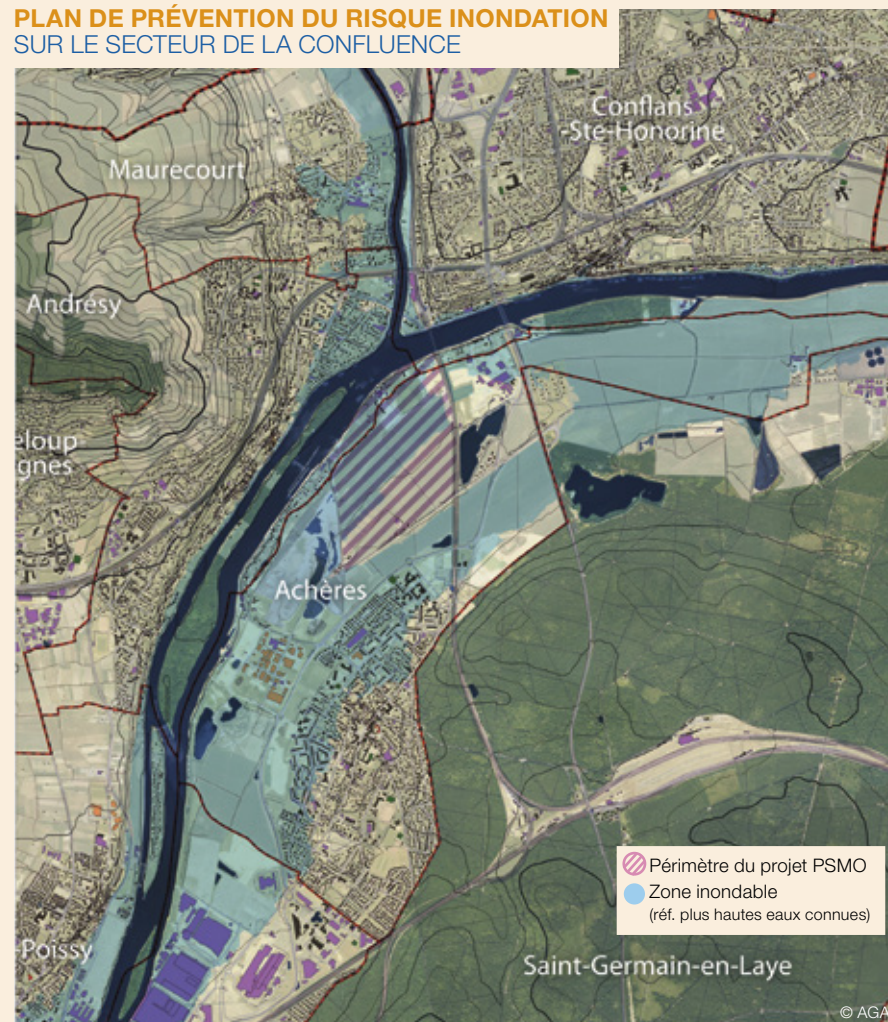 PLAN DE PRÉVENTION DU RISQUE INONDATION
SUR LE SECTEUR DE LA CONFLUENCE
Conflans
-Ste-Honorine
Maurecourt
Andrésy
eloup-
gnes
Achères
Périmètre du projet PSMO
Zone inondable
(réf. plus hautes eaux connues)
-Poissy
Saint-Germain-en-Laye
© AGA